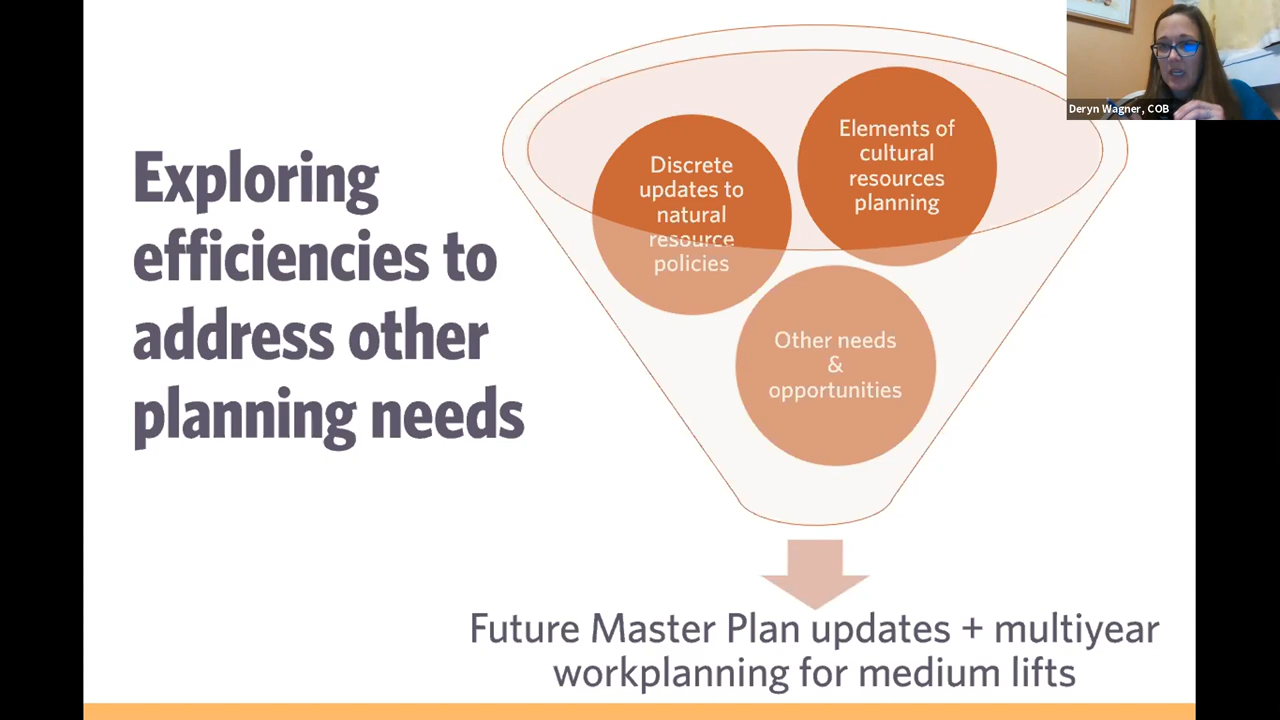 Exploring
efficiencies to
address other
planning needs
Discrete
updates to
natural
resource
policies
Elements of
cultural
resources
planning
Other needs
&
opportunities
Future Master Plan updates + multiyear
workplanning for medium lifts
Deryn Wagner, COB